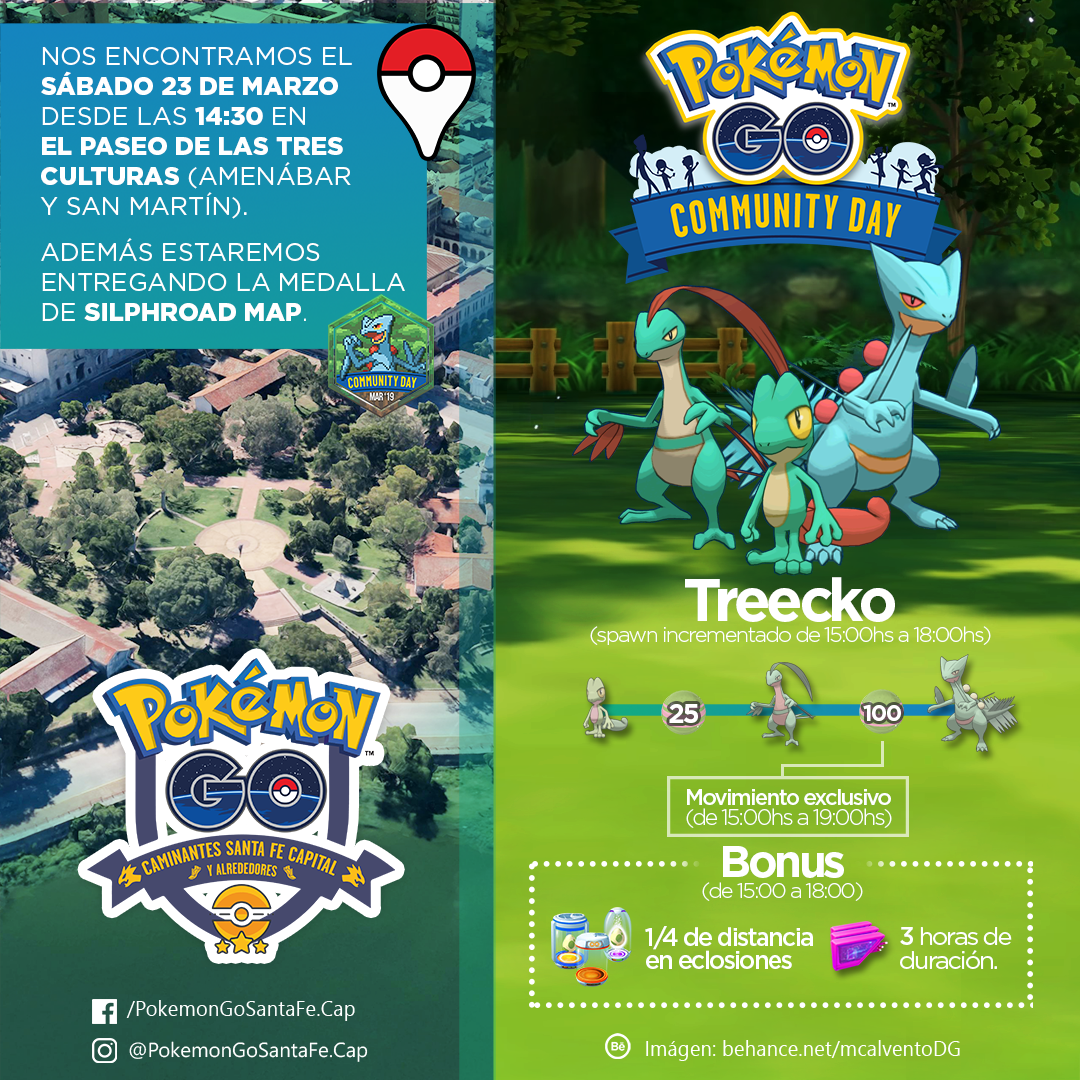 NOS ENCONTRAMOS EL
SÁBADO 23 DE MARZO
DESDE LAS 14:30 EN
EL PASEO DE LAS TRES
CULTURAS (AMENÁBAR
Y SAN MARTÍN).
ADEMÁS ESTAREMOS
ENTREGANDO LA MEDALLA
DE SILPHROAD MAP.
COMMUNITY DAY
MAR '19
POKéMON
GO
TM
CAMINANTES SANTA FE CAPITAL
Y ALREDEDORES
/PokemonGoSantaFe.Cap
@PokemonGoSantaFe.Cap
POKéMON
TM
GO
COMMUNITY DAY
Treecko
(spawn incrementado de 15:00hs a 18:00hs)
25
100
Movimiento exclusivo
(de 15:00hs a 19:00hs)
Bonus
(de 15:00 a 18:00)
1/4 de distancia
en eclosiones
3 horas de
duración.
Bē Imágen: behance.net/mcalventoDG